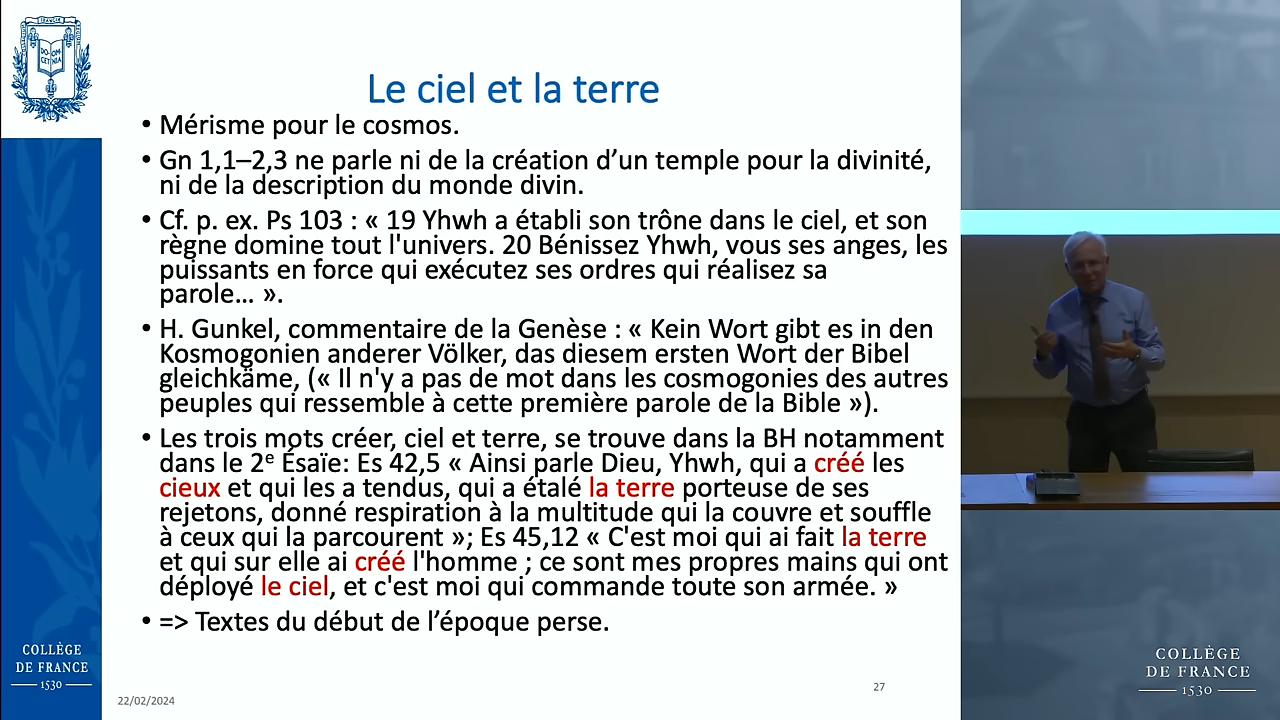 Le ciel et la terre
• Mérisme pour le cosmos.
• Gn 1,1–2,3 ne parle ni de la création d’un temple pour la divinité,
ni de la description du monde divin.
• Cf. p. ex. Ps 103 : « 19 Yhwh a établi son trône dans le ciel, et son
règne domine tout l'univers. 20 Bénissez Yhwh, vous ses anges, les
puissants en force qui exécutez ses ordres qui réalisez sa
parole… ».
• H. Gunkel, commentaire de la Genèse : « Kein Wort gibt es in den
Kosmogonien anderer Völker, das diesem ersten Wort der Bibel
gleichkäme, (« Il n'y a pas de mot dans les cosmogonies des autres
peuples qui ressemble à cette première parole de la Bible »).
• Les trois mots créer, ciel et terre, se trouve dans la BH notamment
dans le 2e Ésaïe: Es 42,5 « Ainsi parle Dieu, Yhwh, qui a créé les
cieux et qui les a tendus, qui a étalé la terre porteuse de ses
rejetons, donné respiration à la multitude qui la couvre et souffle
à ceux qui la parcourent »; Es 45,12 « C'est moi qui ai fait la terre
et qui sur elle ai créé l'homme ; ce sont mes propres mains qui ont
déployé le ciel, et c'est moi qui commande toute son armée. »
• => Textes du début de l’époque perse.
COLLÈGE
DE FRANCE
1530
22/02/2024
27
COLLÈGE
DE FRANCE
1530